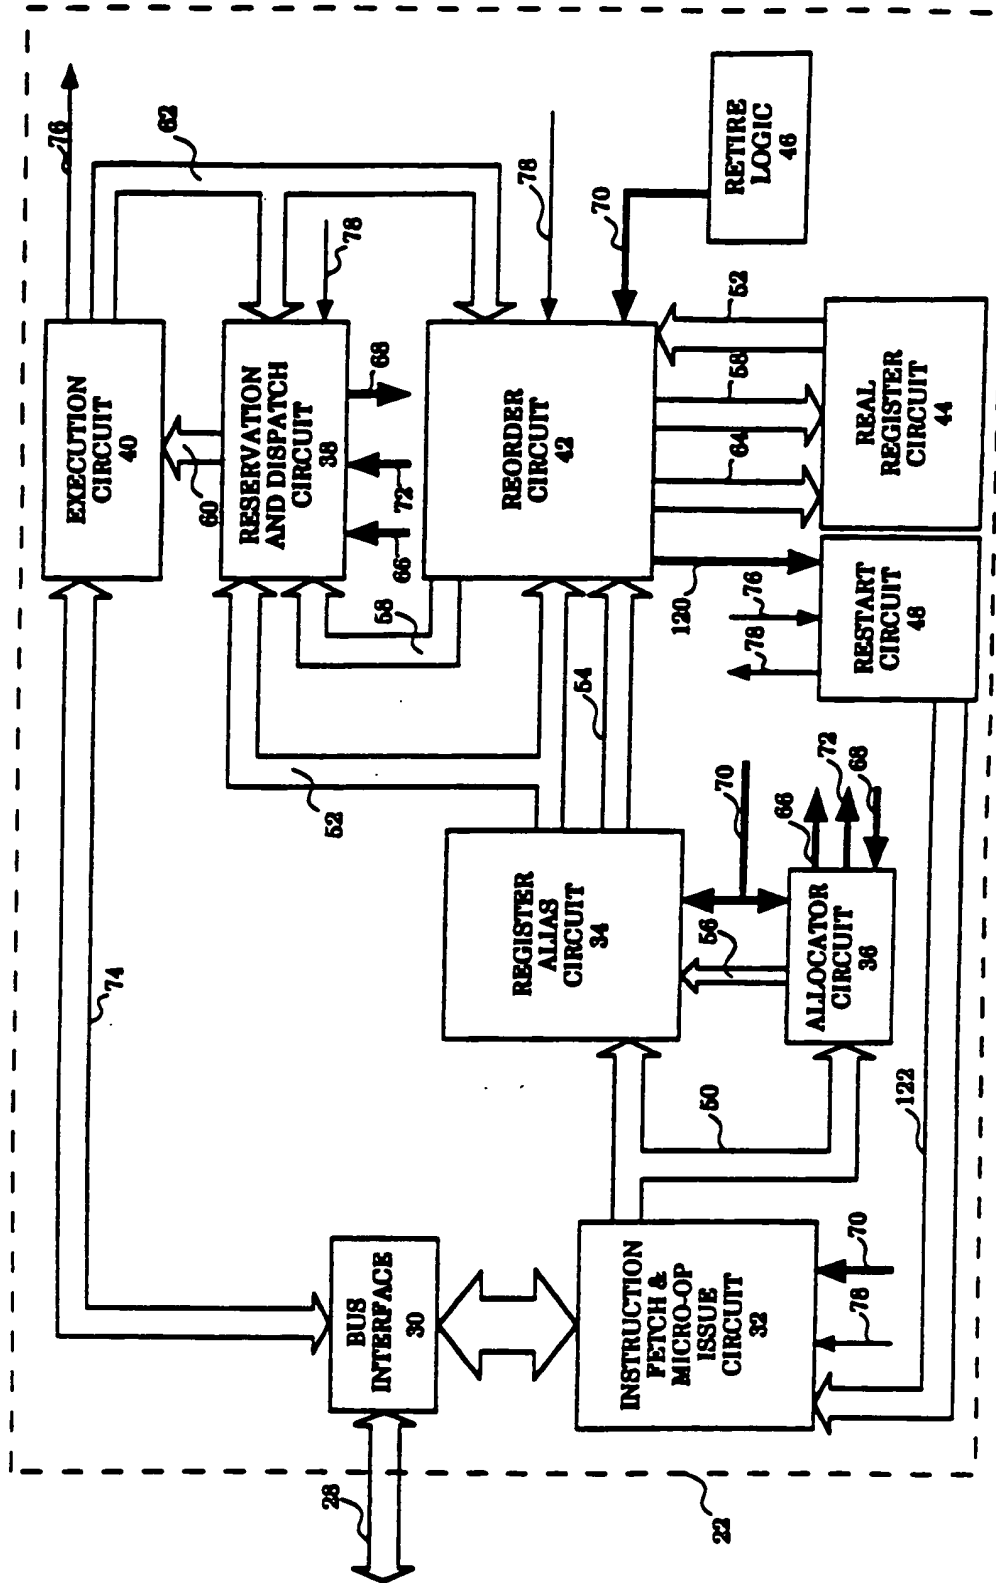 28
22
BUS
INTERFACE
30
INSTRUCTION
FETCH &
MICRO-OP
ISSUE
CIRCUIT
32
78
70
74
50
122
REGISTER
ALIAS
CIRCUIT
34
56
70
ALLOCATOR
CIRCUIT
36
66
72
68
52
54
58
EXECUTION
CIRCUIT
40
60
RESERVATION
AND DISPATCH
CIRCUIT
38
66
72
68
REORDER
CIRCUIT
42
120
64
58
52
RESTART
CIRCUIT
48
78
76
REAL
REGISTER
CIRCUIT
44
76
62
78
78
70
RETIRE
LOGIC
46